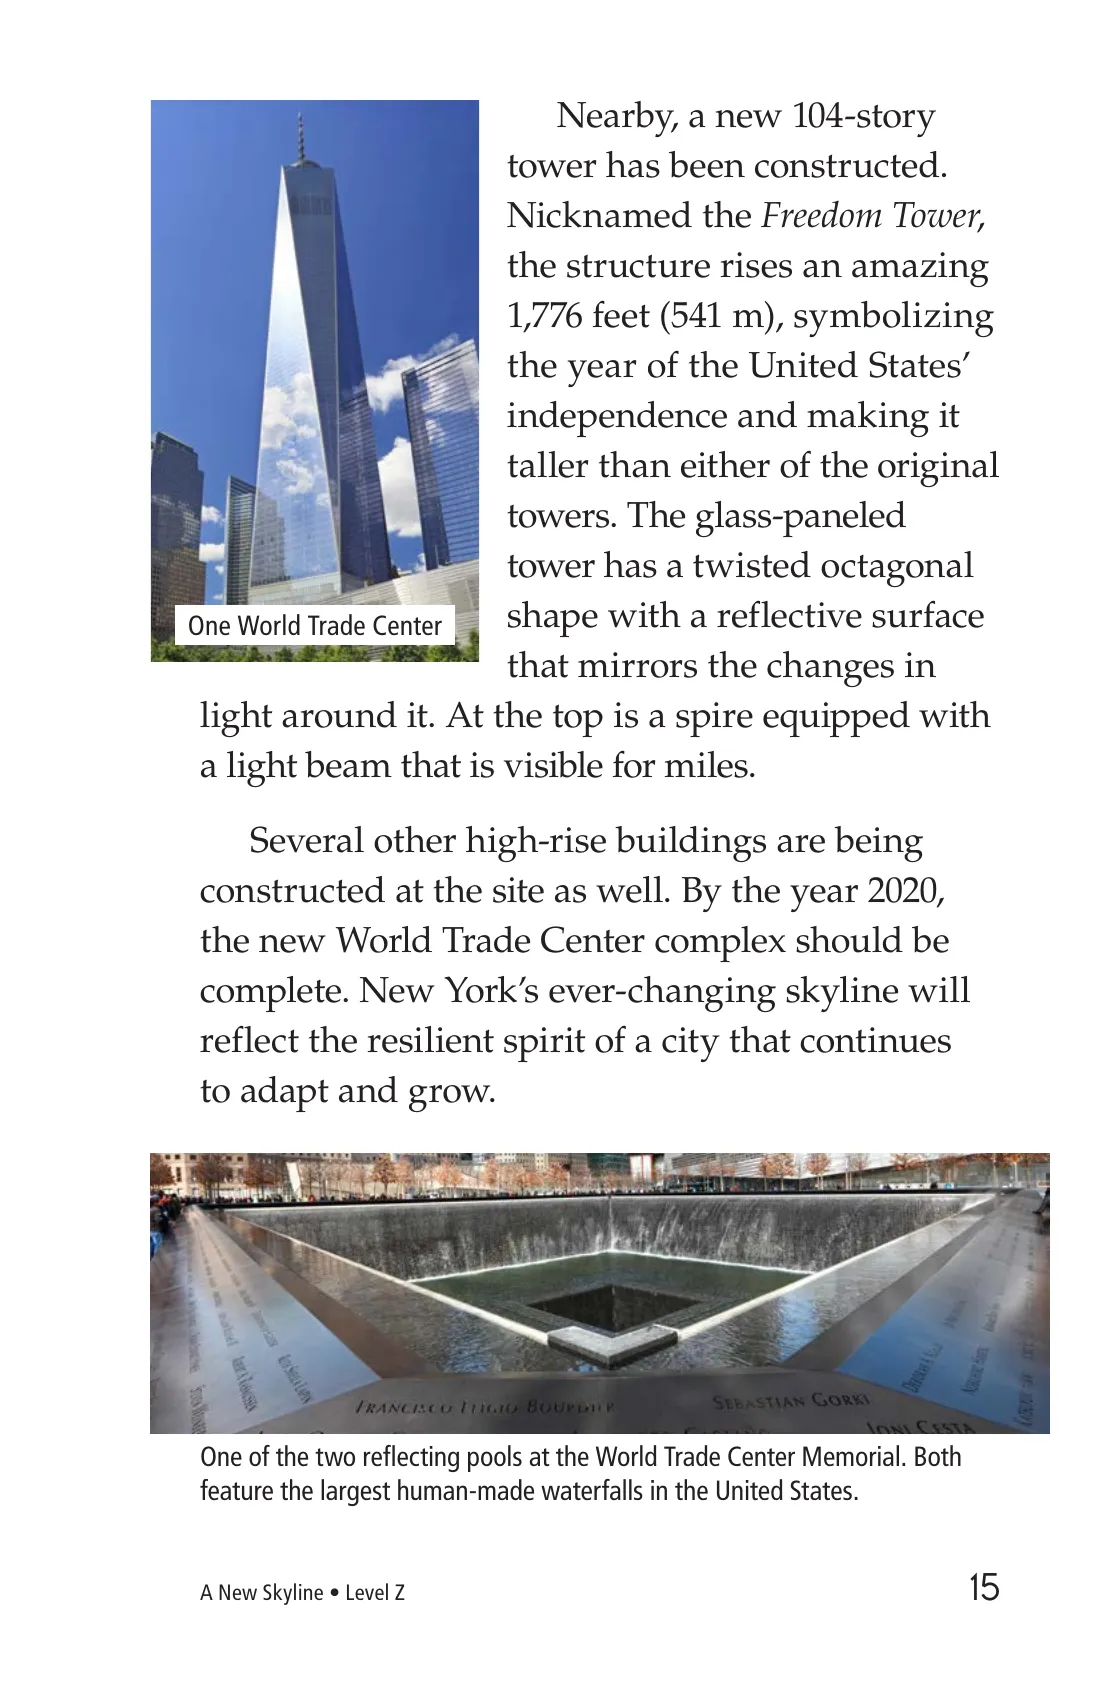 Nearby, a new 104-story
tower has been constructed.
Nicknamed the Freedom Tower,
the structure rises an amazing
1,776 feet (541 m), symbolizing
the year of the United States’
independence and making it
taller than either of the original
towers. The glass-paneled
tower has a twisted octagonal
shape with a reflective surface
that mirrors the changes in
light around it. At the top is a spire equipped with
a light beam that is visible for miles.
One World Trade Center
Several other high-rise buildings are being
constructed at the site as well. By the year 2020,
the new World Trade Center complex should be
complete. New York’s ever-changing skyline will
reflect the resilient spirit of a city that continues
to adapt and grow.
Francisco Eligio Bourdier
Sebastian Gorki
Joni Cesta
One of the two reflecting pools at the World Trade Center Memorial. Both
feature the largest human-made waterfalls in the United States.
A New Skyline • Level Z
15